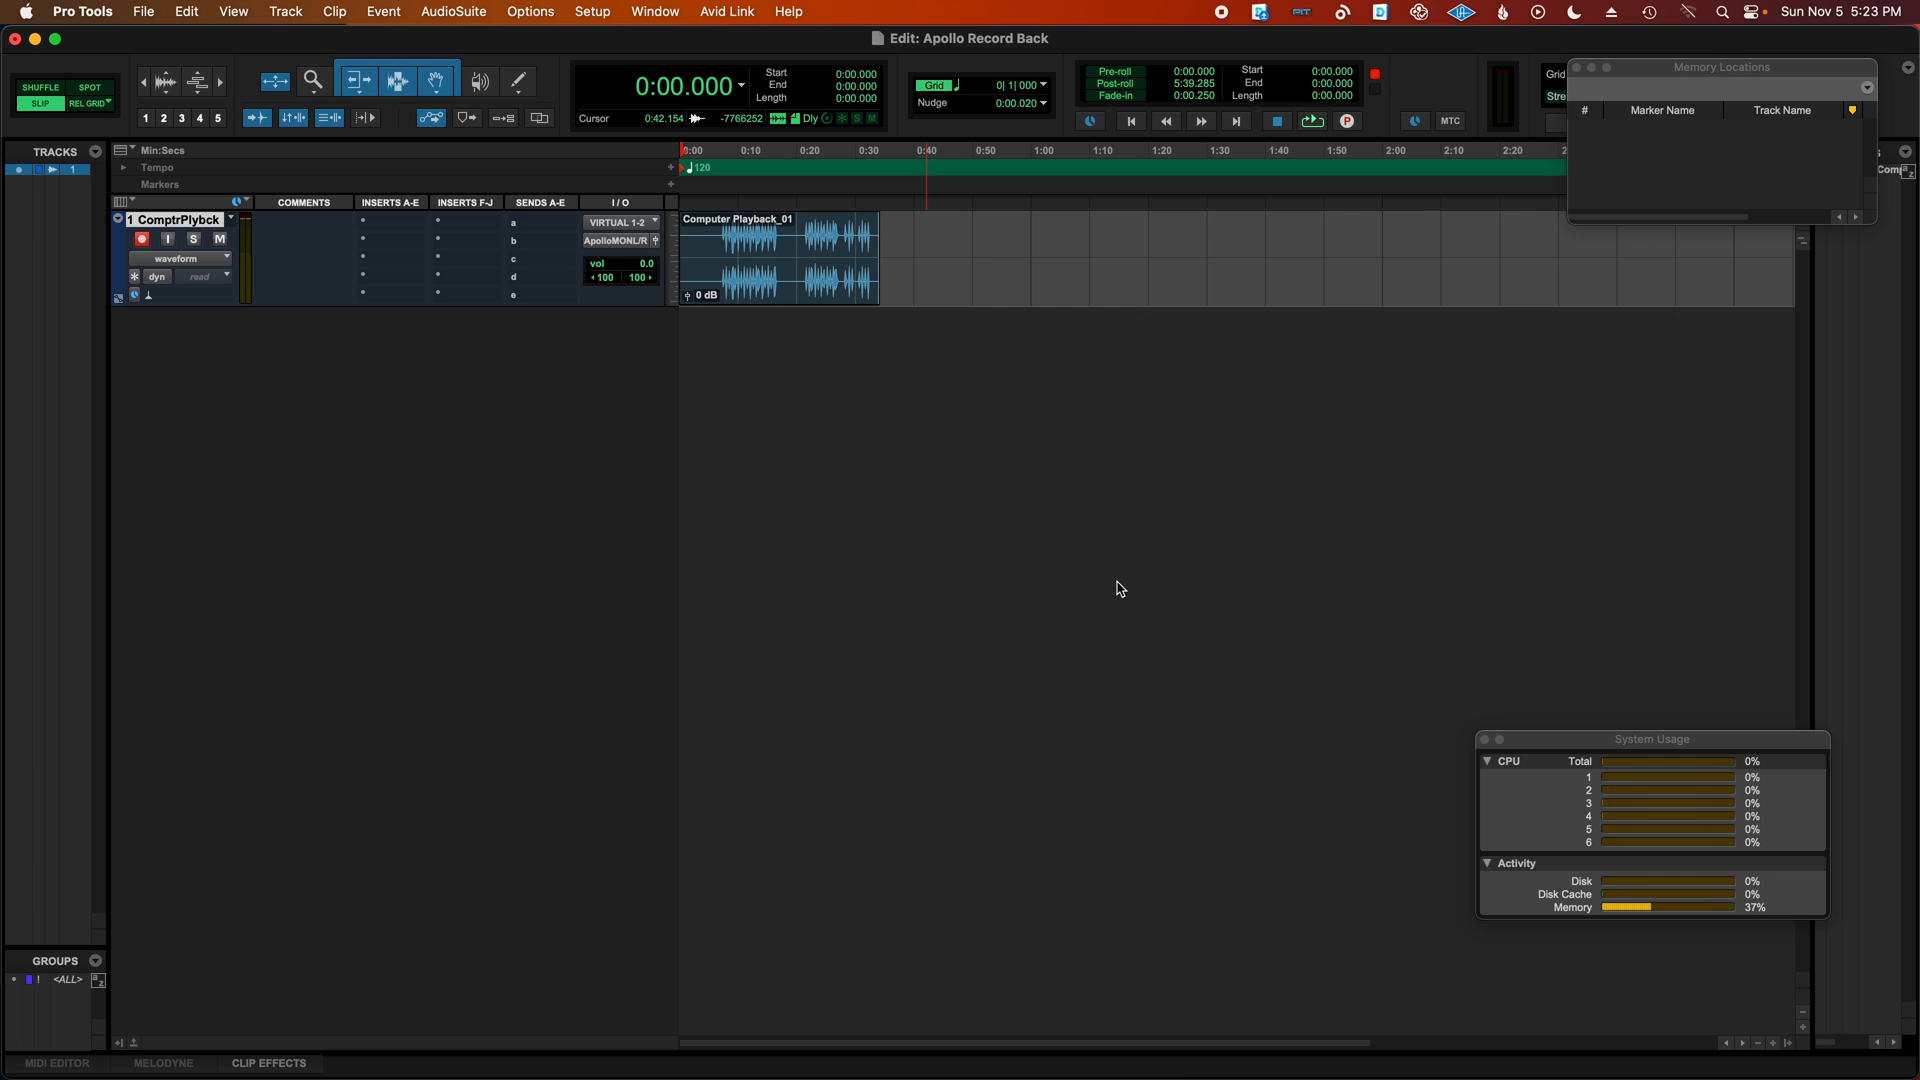 Pro Tools File Edit View Track Clip Event AudioSuite Options Setup Window Avid Link Help Sun Nov 5 5:23 PM
Edit: Apollo Record Back
SHUFFLE SPOT
SLIP REL GRID
1 2 3 4 5
0:00.000
Start 0:00.000
End 0:00.000
Length 0:00.000
Cursor 0:42.154 -7766252 Dly S M
Grid 0| 1| 000
Nudge 0:00.020
Pre-roll 0:00.000 Start 0:00.000
Post-roll 5:39.285 End 0:00.000
Fade-in 0:00.250 Length 0:00.000
P
MTC
Grid
Stre
Memory Locations
# Marker Name Track Name
TRACKS
1
Min:Secs
Tempo
Markers
0:00 0:10 0:20 0:30 0:40 0:50 1:00 1:10 1:20 1:30 1:40 1:50 2:00 2:10 2:20 2
120
COMMENTS INSERTS A-E INSERTS F-J SENDS A-E I / O
1 ComptrPlybck
I S M
waveform
dyn read
a
b
c
d
e
VIRTUAL 1-2
ApolloMONL/R
vol 0.0
100 100
Computer Playback_01
0 dB
s
Comp
System Usage
CPU Total 0%
1 0%
2 0%
3 0%
4 0%
5 0%
6 0%
Activity
Disk 0%
Disk Cache 0%
Memory 37%
GROUPS
! <ALL>
a z
MIDI EDITOR MELODYNE CLIP EFFECTS